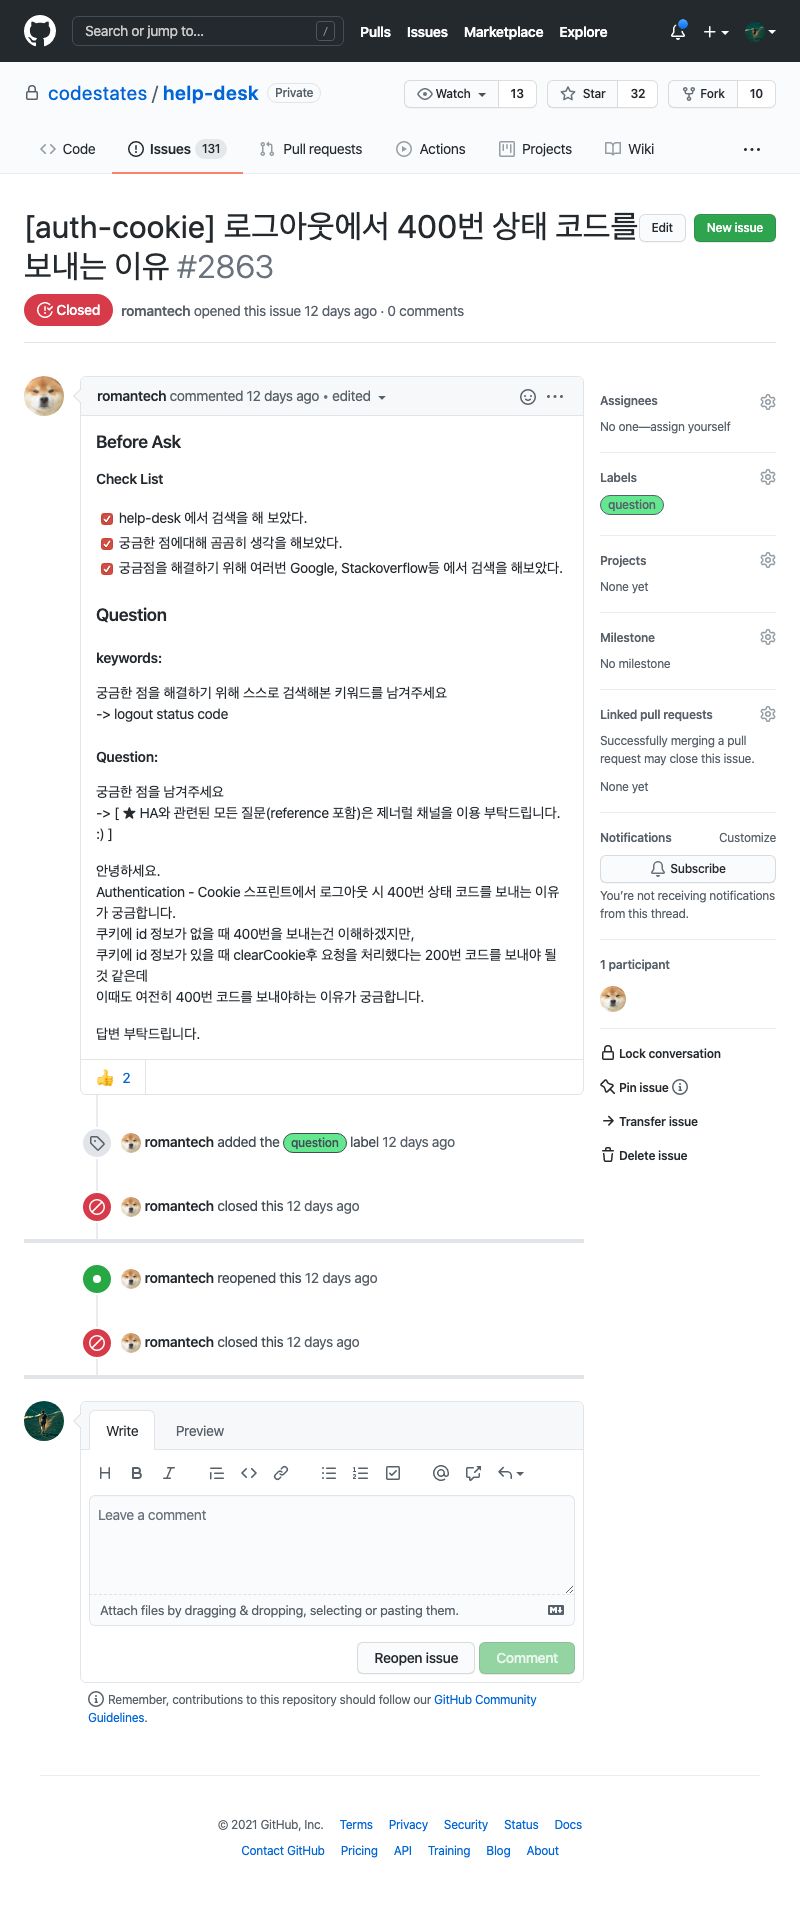 Search or jump to... /
Pulls
Issues
Marketplace
Explore
codestates / help-desk
Private
Watch
13
Star
32
Fork
10
Code
Issues 131
Pull requests
Actions
Projects
Wiki
[auth-cookie] 로그아웃에서 400번 상태 코드를
보내는 이유 #2863
Edit
New issue
Closed
romantech opened this issue 12 days ago · 0 comments
romantech commented 12 days ago • edited
Before Ask
Check List
help-desk 에서 검색을 해 보았다.
궁금한 점에대해 곰곰히 생각을 해보았다.
궁금점을 해결하기 위해 여러번 Google, Stackoverflow등 에서 검색을 해보았다.
Question
keywords:
궁금한 점을 해결하기 위해 스스로 검색해본 키워드를 남겨주세요
-> logout status code
Question:
궁금한 점을 남겨주세요
-> [ ★ HA와 관련된 모든 질문(reference 포함)은 제너럴 채널을 이용 부탁드립니다.
:) ]
안녕하세요.
Authentication - Cookie 스프린트에서 로그아웃 시 400번 상태 코드를 보내는 이유
가 궁금합니다.
쿠키에 id 정보가 없을 때 400번을 보내는건 이해하겠지만,
쿠키에 id 정보가 있을 때 clearCookie후 요청을 처리했다는 200번 코드를 보내야 될
것 같은데
이때도 여전히 400번 코드를 보내야하는 이유가 궁금합니다.
답변 부탁드립니다.
👍 2
romantech added the question label 12 days ago
romantech closed this 12 days ago
romantech reopened this 12 days ago
romantech closed this 12 days ago
Write
Preview
Leave a comment
Attach files by dragging & dropping, selecting or pasting them.
Reopen issue
Comment
Remember, contributions to this repository should follow our GitHub Community
Guidelines.
Assignees
No one—assign yourself
Labels
question
Projects
None yet
Milestone
No milestone
Linked pull requests
Successfully merging a pull
request may close this issue.
None yet
Notifications
Customize
Subscribe
You're not receiving notifications
from this thread.
1 participant
Lock conversation
Pin issue
Transfer issue
Delete issue
© 2021 GitHub, Inc.
Terms
Privacy
Security
Status
Docs
Contact GitHub
Pricing
API
Training
Blog
About